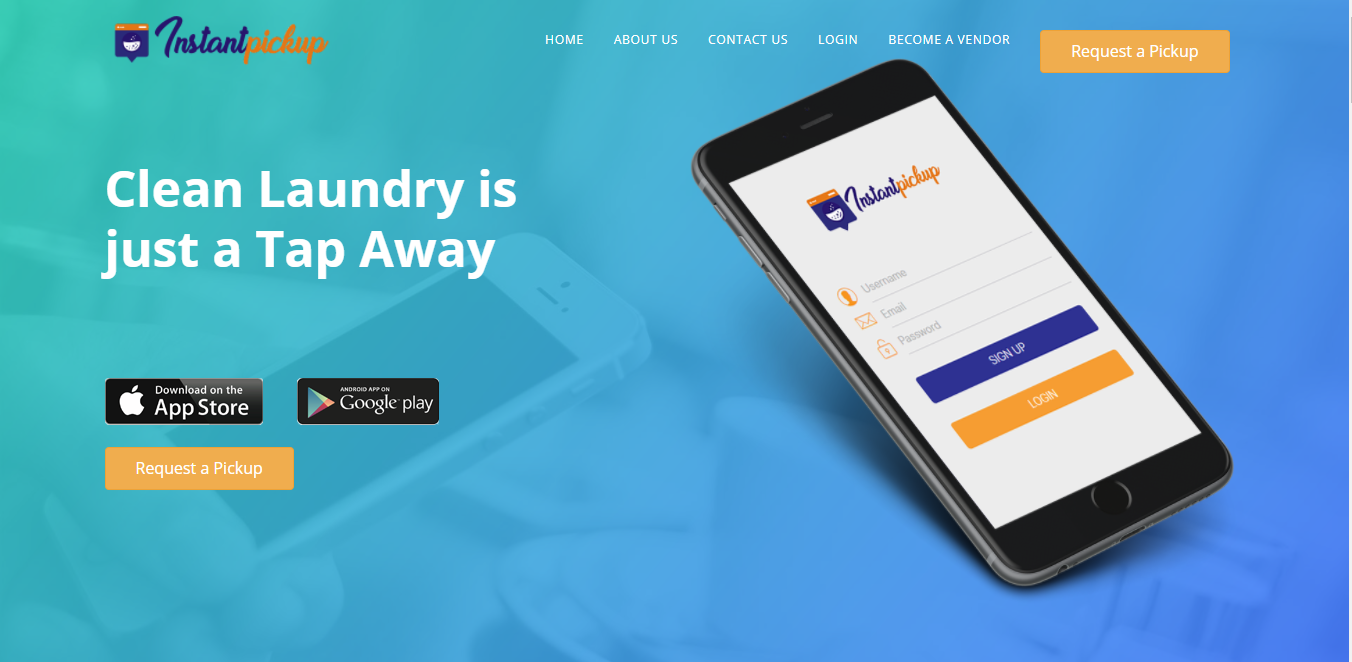 Instantpickup
HOME
ABOUT US
CONTACT US
LOGIN
BECOME A VENDOR
Request a Pickup
Clean Laundry is
just a Tap Away
Download on the
App Store
ANDROID APP ON
Google play
Request a Pickup
Instantpickup
Username
Email
Password
SIGN UP
LOGIN